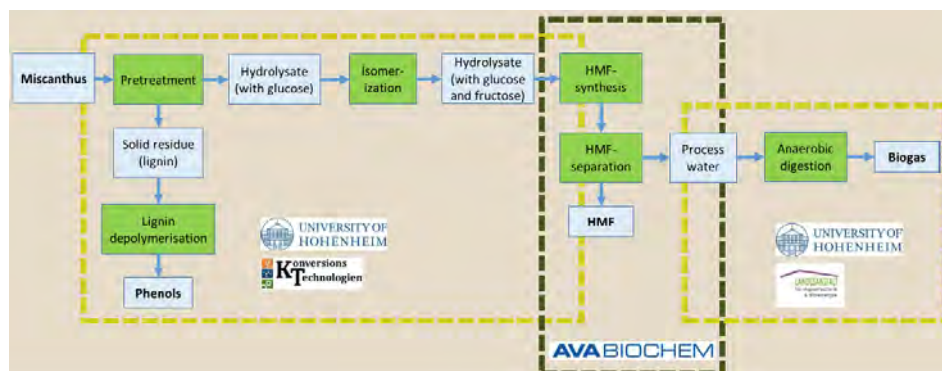 Miscanthus
Pretreatment
Hydrolysate
(with glucose)
Isomer-
ization
Hydrolysate
(with glucose
and fructose)
HMF-
synthesis
Solid residue
(lignin)
HMF-
separation
Process
water
Anaerobic
digestion
Biogas
Lignin
depolymerisation
HMF
Phenols
UNIVERSITY OF
HOHENHEIM
Konversions
Technologien
UNIVERSITY OF
HOHENHEIM
LANDESANSTALT
AVA BIOCHEM